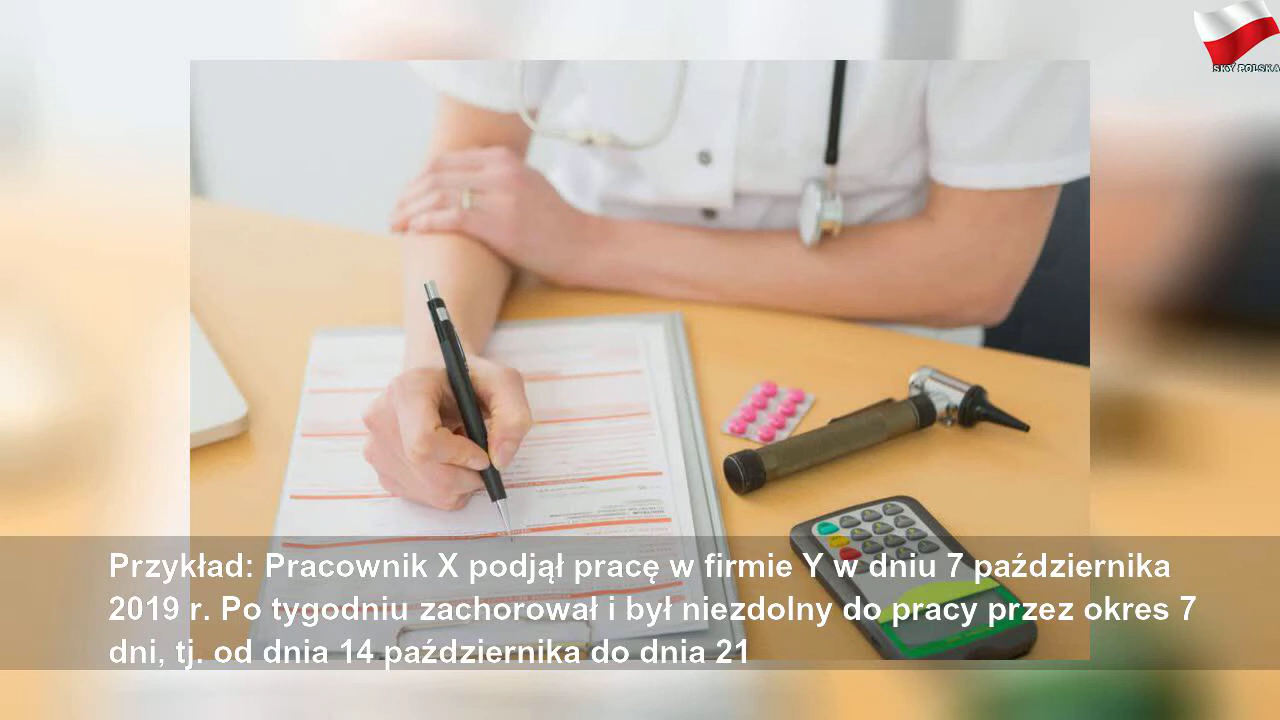 SKY POLSKA
Przykład: Pracownik X podjął pracę w firmie Y w dniu 7 października
2019 r. Po tygodniu zachorował i był niezdolny do pracy przez okres 7
dni, tj. od dnia 14 października do dnia 21